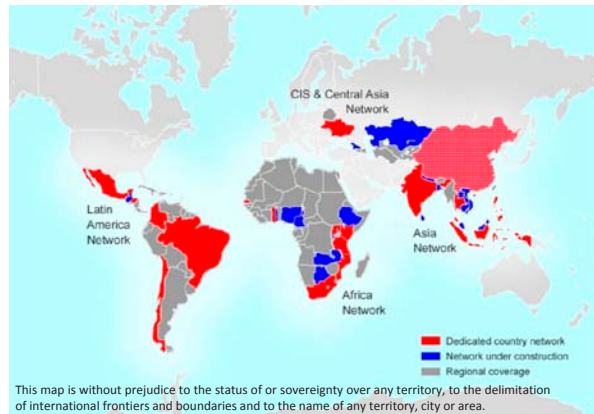 CIS & Central Asia
Network
Latin
America
Network
Asia
Network
Africa
Network
Dedicated country network
Network under construction
Regional coverage
This map is without prejudice to the status of or sovereignty over any territory, to the delimitation
of international frontiers and boundaries and to the name of any territory, city or area.